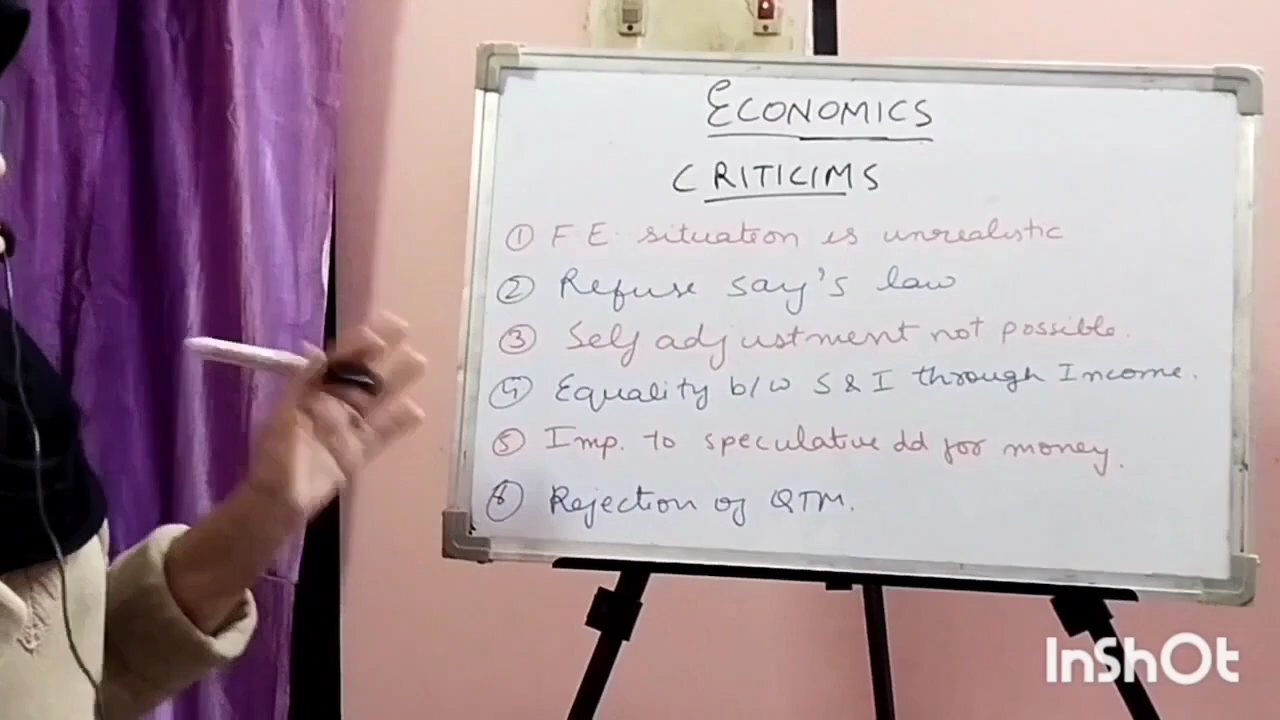 ECONOMICS
CRITICIMS
① F E. situation is unrealistic
② Refuse say's law
③ Self adjustment not possible.
④ Equality b/w S & I through Income.
⑤ Imp. to speculative dd for money.
⑥ Rejection of QTM.
InShOt